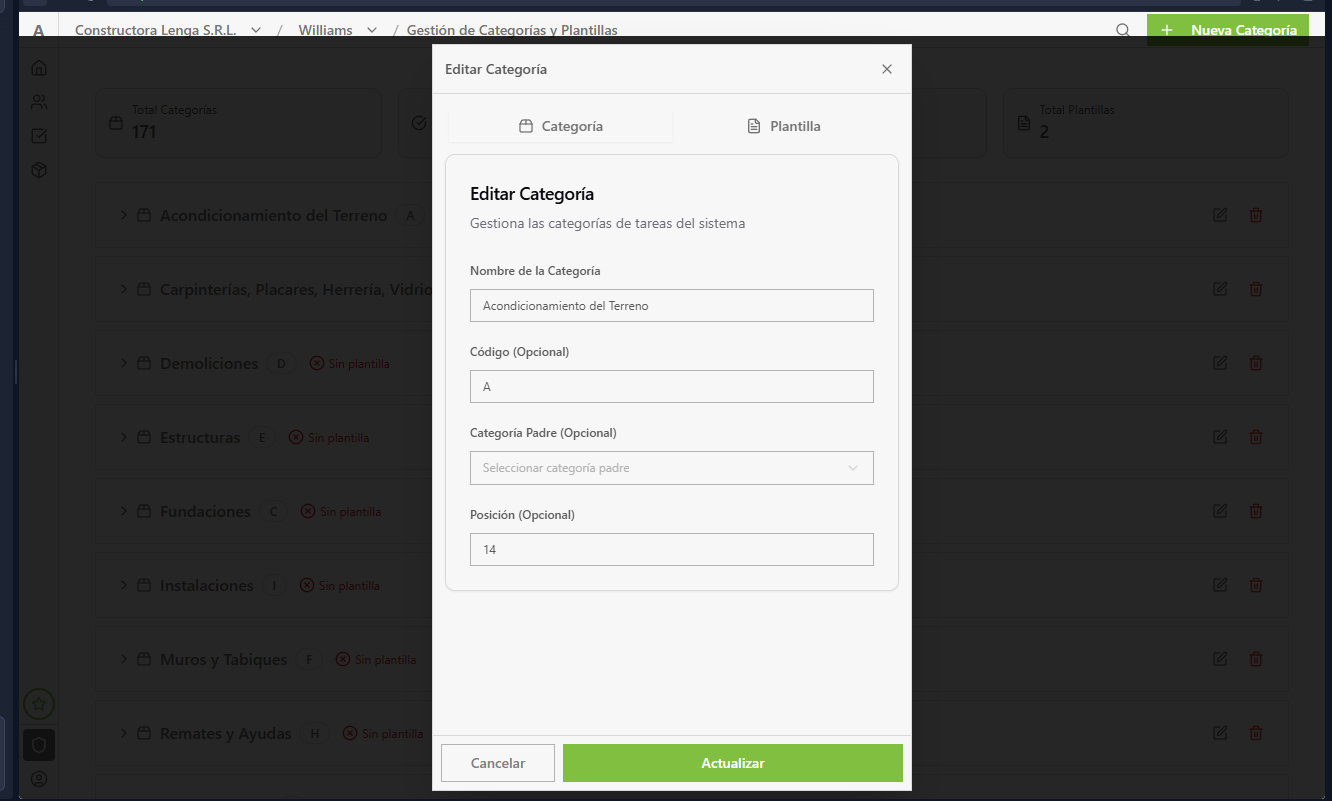 A Constructora Lenga S.R.L. / Williams / Gestión de Categorías y Plantillas + Nueva Categoría
Editar Categoría
Categoría Plantilla
Editar Categoría
Gestiona las categorías de tareas del sistema
Nombre de la Categoría
Acondicionamiento del Terreno
Código (Opcional)
A
Categoría Padre (Opcional)
Seleccionar categoría padre
Posición (Opcional)
14
Cancelar Actualizar
Total Categorías
171
Total Plantillas
2
Acondicionamiento del Terreno A
Carpinterías, Placares, Herrería, Vidrio
Demoliciones D Sin plantilla
Estructuras E Sin plantilla
Fundaciones C Sin plantilla
Instalaciones I Sin plantilla
Muros y Tabiques F Sin plantilla
Remates y Ayudas H Sin plantilla